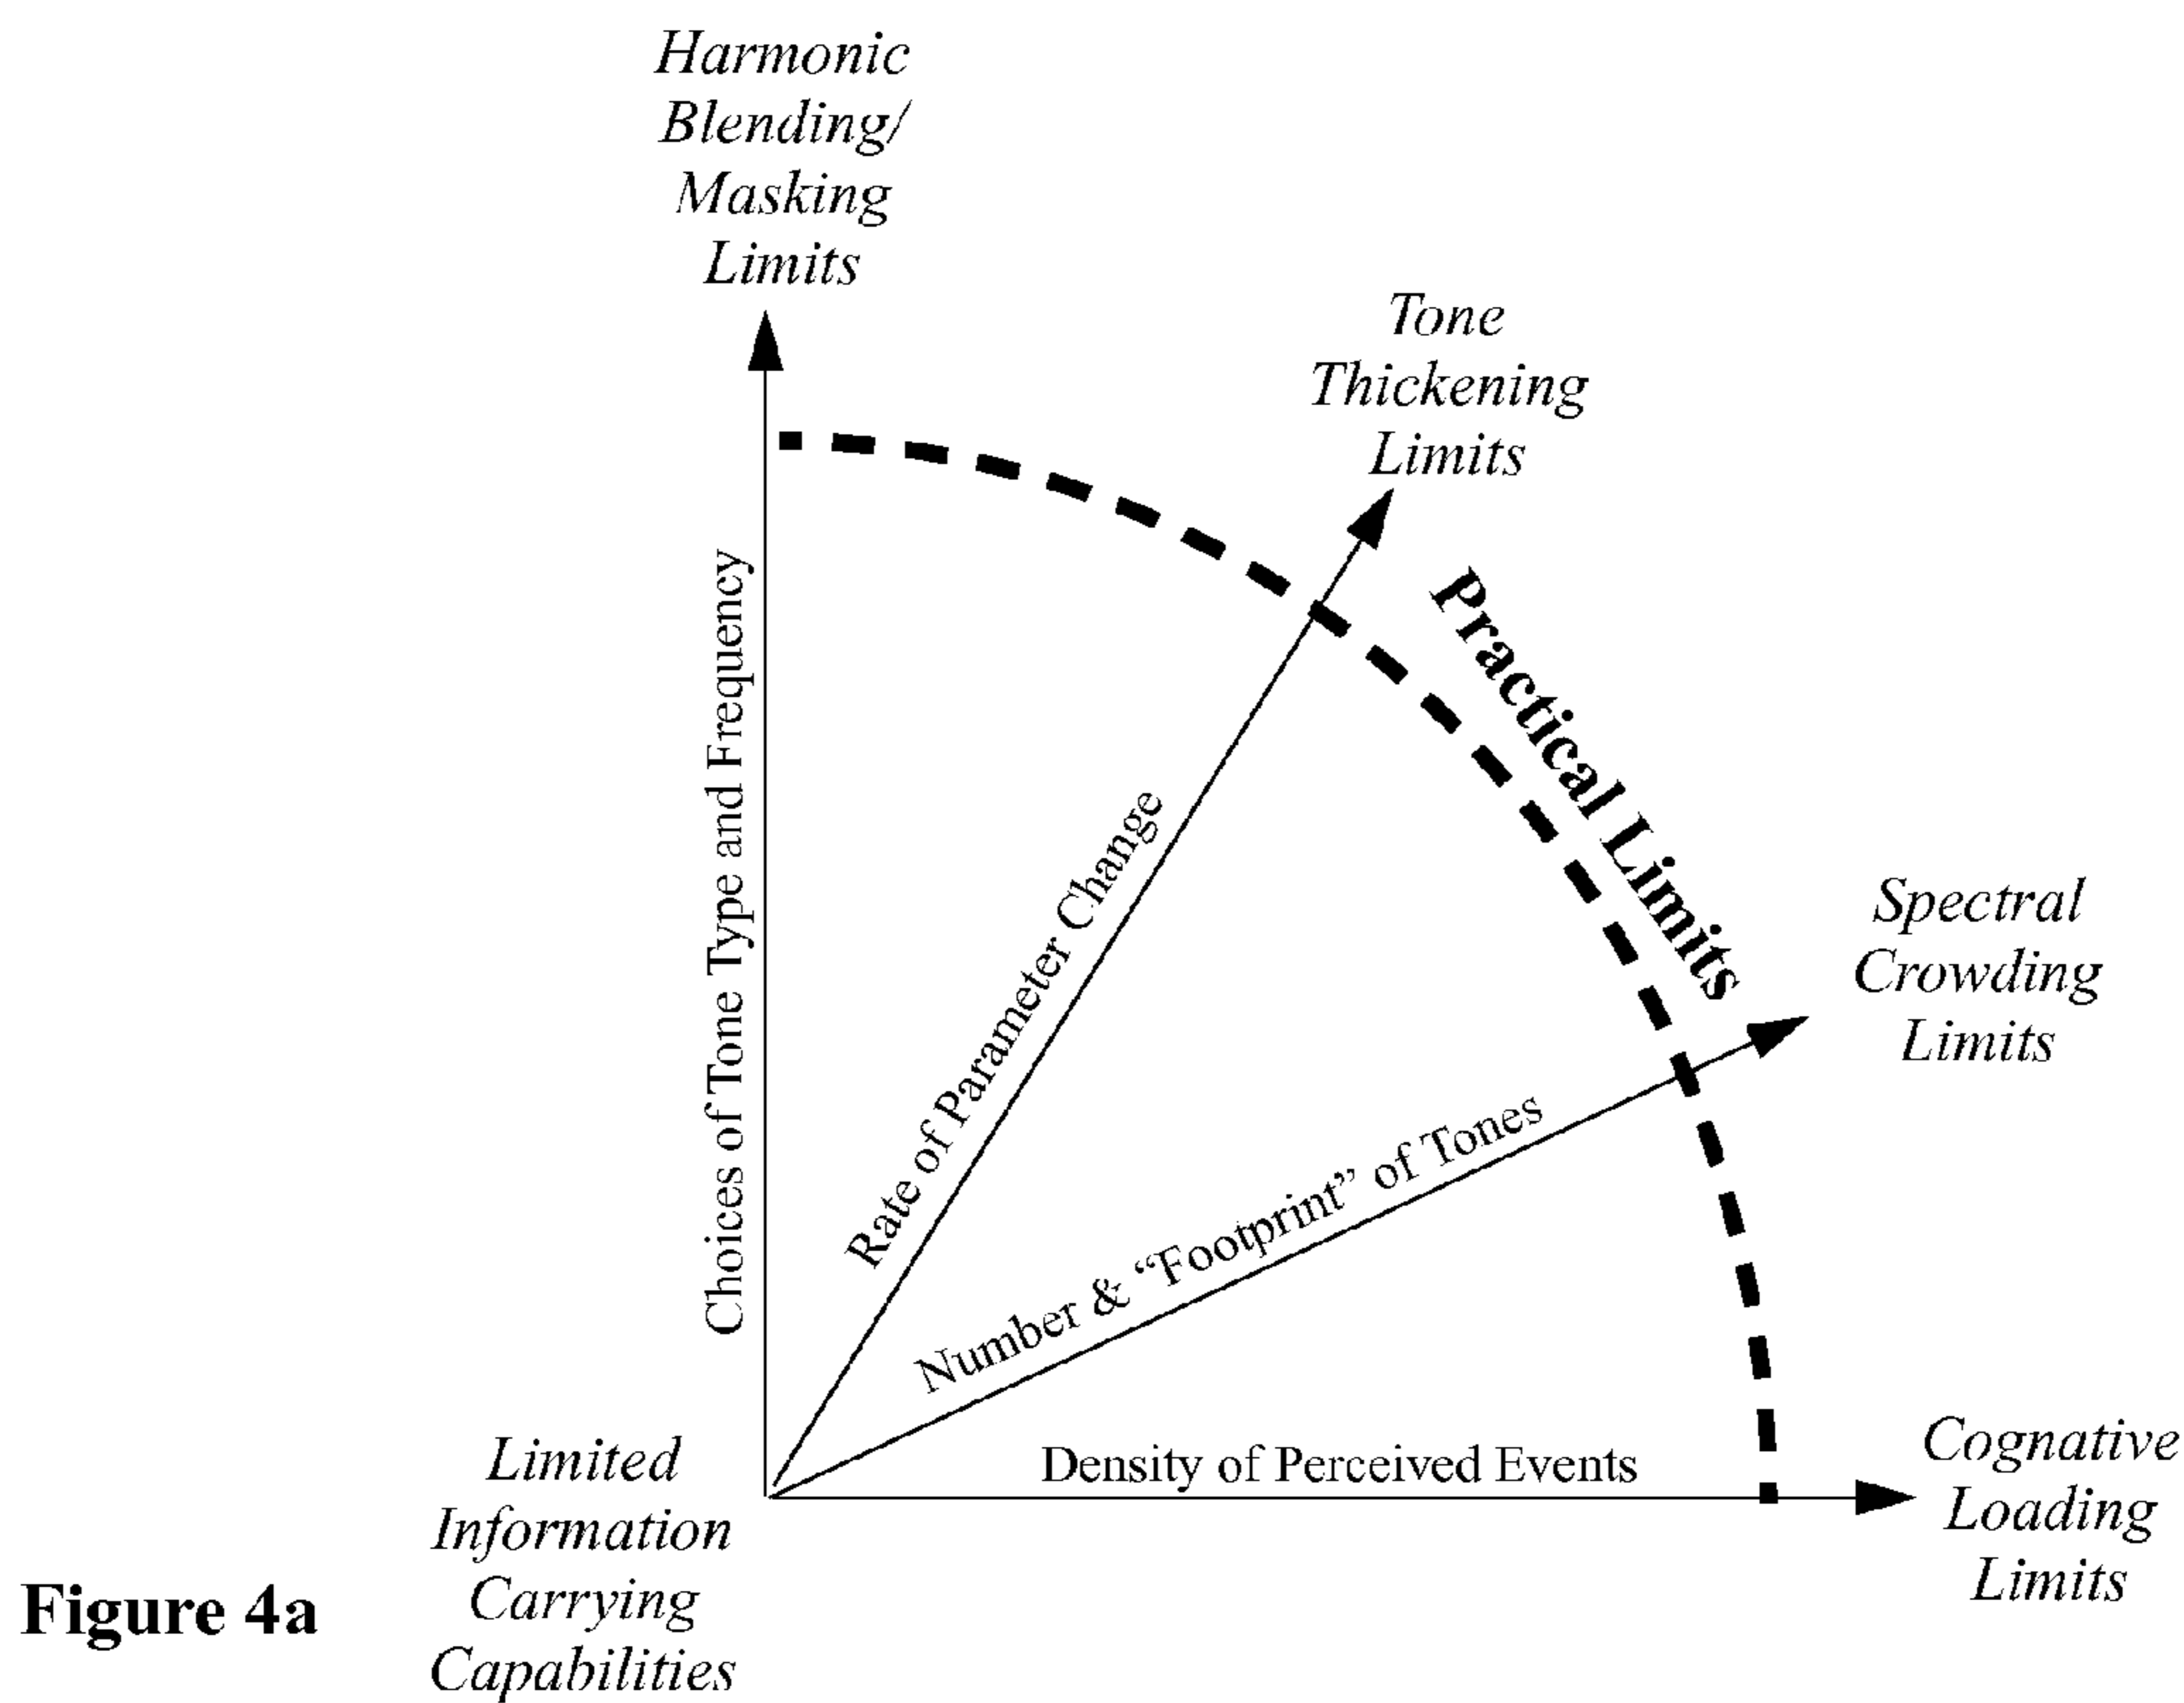 Harmonic
Blending/
Masking
Limits
Tone
Thickening
Limits
Choices of Tone Type and Frequency
Rate of Parameter Change
Practical Limits
Number & “Footprint” of Tones
Spectral
Crowding
Limits
Density of Perceived Events
Cognative
Loading
Limits
Limited
Information
Carrying
Capabilities
Figure 4a